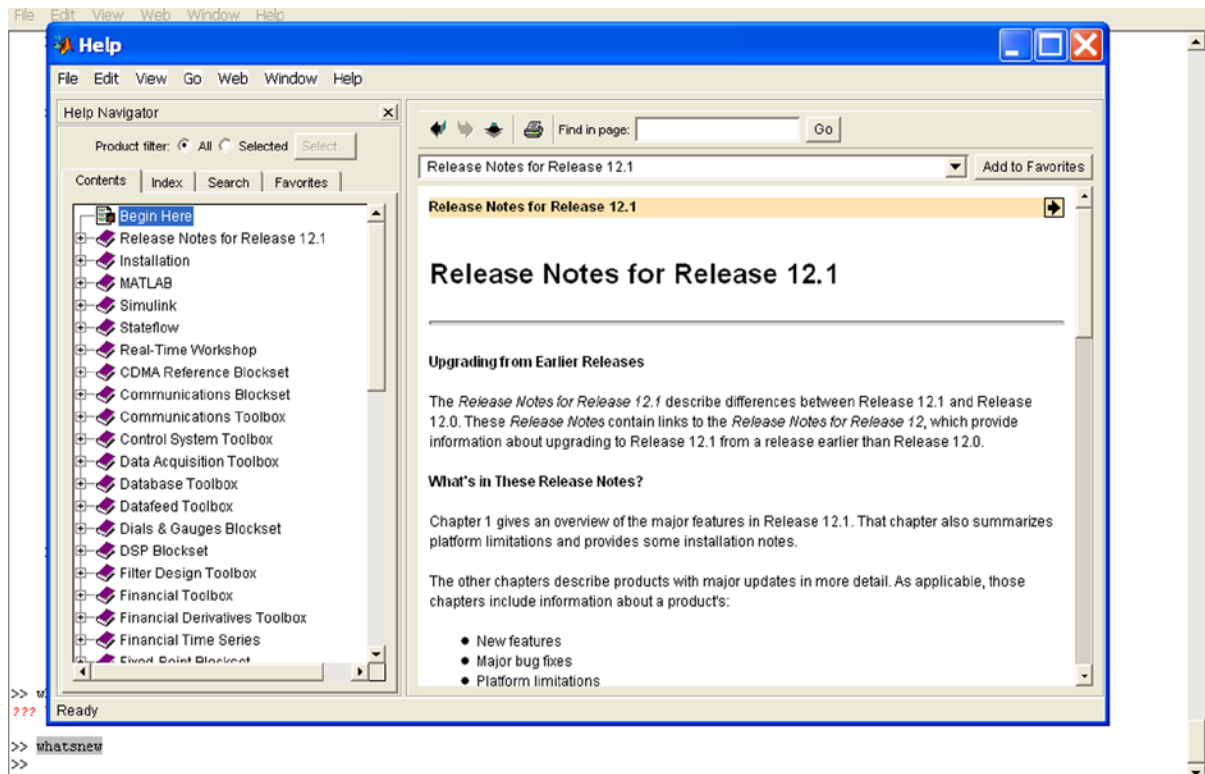 File Edit View Web Window Help
Help
File Edit View Go Web Window Help
Help Navigator
Product filter: All Selected Select...
Contents Index Search Favorites
Begin Here
Release Notes for Release 12.1
Installation
MATLAB
Simulink
Stateflow
Real-Time Workshop
CDMA Reference Blockset
Communications Blockset
Communications Toolbox
Control System Toolbox
Data Acquisition Toolbox
Database Toolbox
Datafeed Toolbox
Dials & Gauges Blockset
DSP Blockset
Filter Design Toolbox
Financial Toolbox
Financial Derivatives Toolbox
Financial Time Series
Fixed-Point Blockset
Find in page: Go
Release Notes for Release 12.1 Add to Favorites
Release Notes for Release 12.1
Release Notes for Release 12.1
Upgrading from Earlier Releases
The Release Notes for Release 12.1 describe differences between Release 12.1 and Release
12.0. These Release Notes contain links to the Release Notes for Release 12, which provide
information about upgrading to Release 12.1 from a release earlier than Release 12.0.
What's in These Release Notes?
Chapter 1 gives an overview of the major features in Release 12.1. That chapter also summarizes
platform limitations and provides some installation notes.
The other chapters describe products with major updates in more detail. As applicable, those
chapters include information about a product's:
New features
Major bug fixes
Platform limitations
Ready
>>
???
>> whatsnew
>>